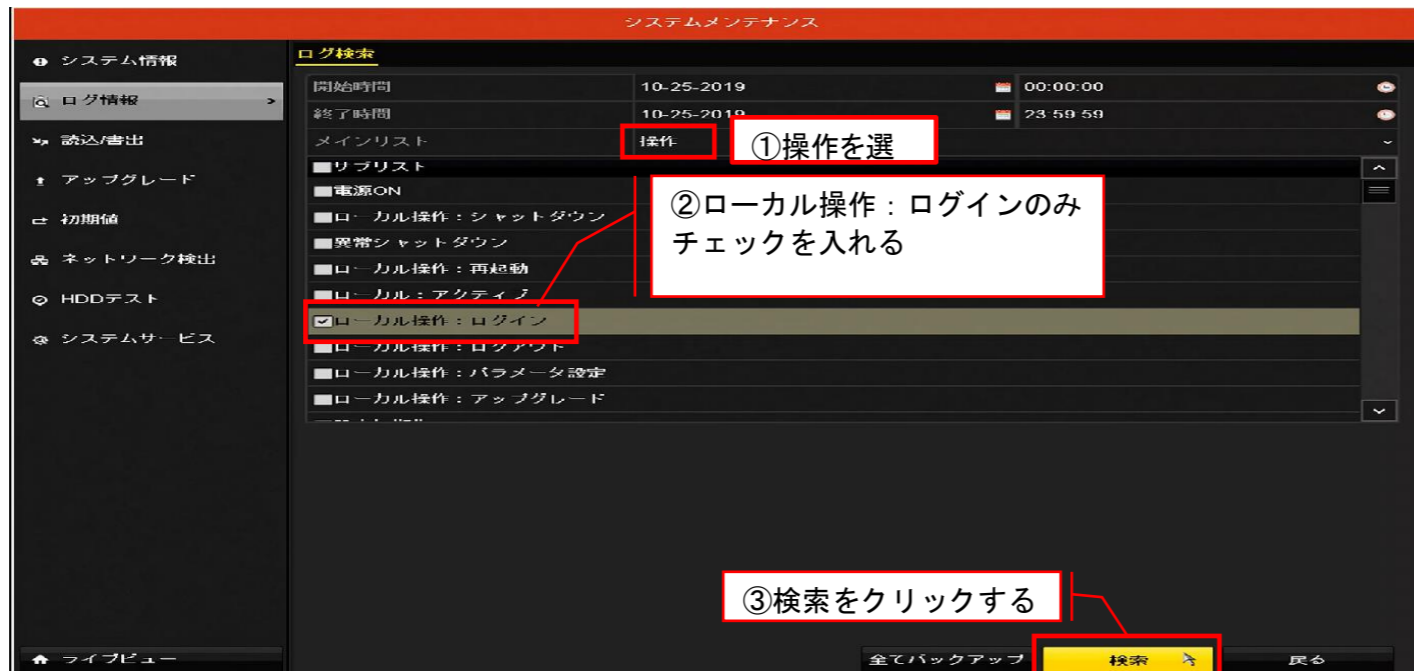 システムメンテナンス
システム情報
ログ情報
読込/書出
アップグレード
初期値
ネットワーク検出
HDDテスト
システムサービス
ライブビュー
ログ検索
開始時間 10-25-2019 00:00:00
終了時間 10-25-2019 23:59:59
メインリスト 操作
①操作を選
サブリスト
電源ON
ローカル操作：シャットダウン
異常シャットダウン
ローカル操作：再起動
ローカル：アクティブ
ローカル操作：ログイン
ローカル操作：ログアウト
ローカル操作：パラメータ設定
ローカル操作：アップグレード
②ローカル操作：ログインのみ
チェックを入れる
③検索をクリックする
全てバックアップ 検索 戻る